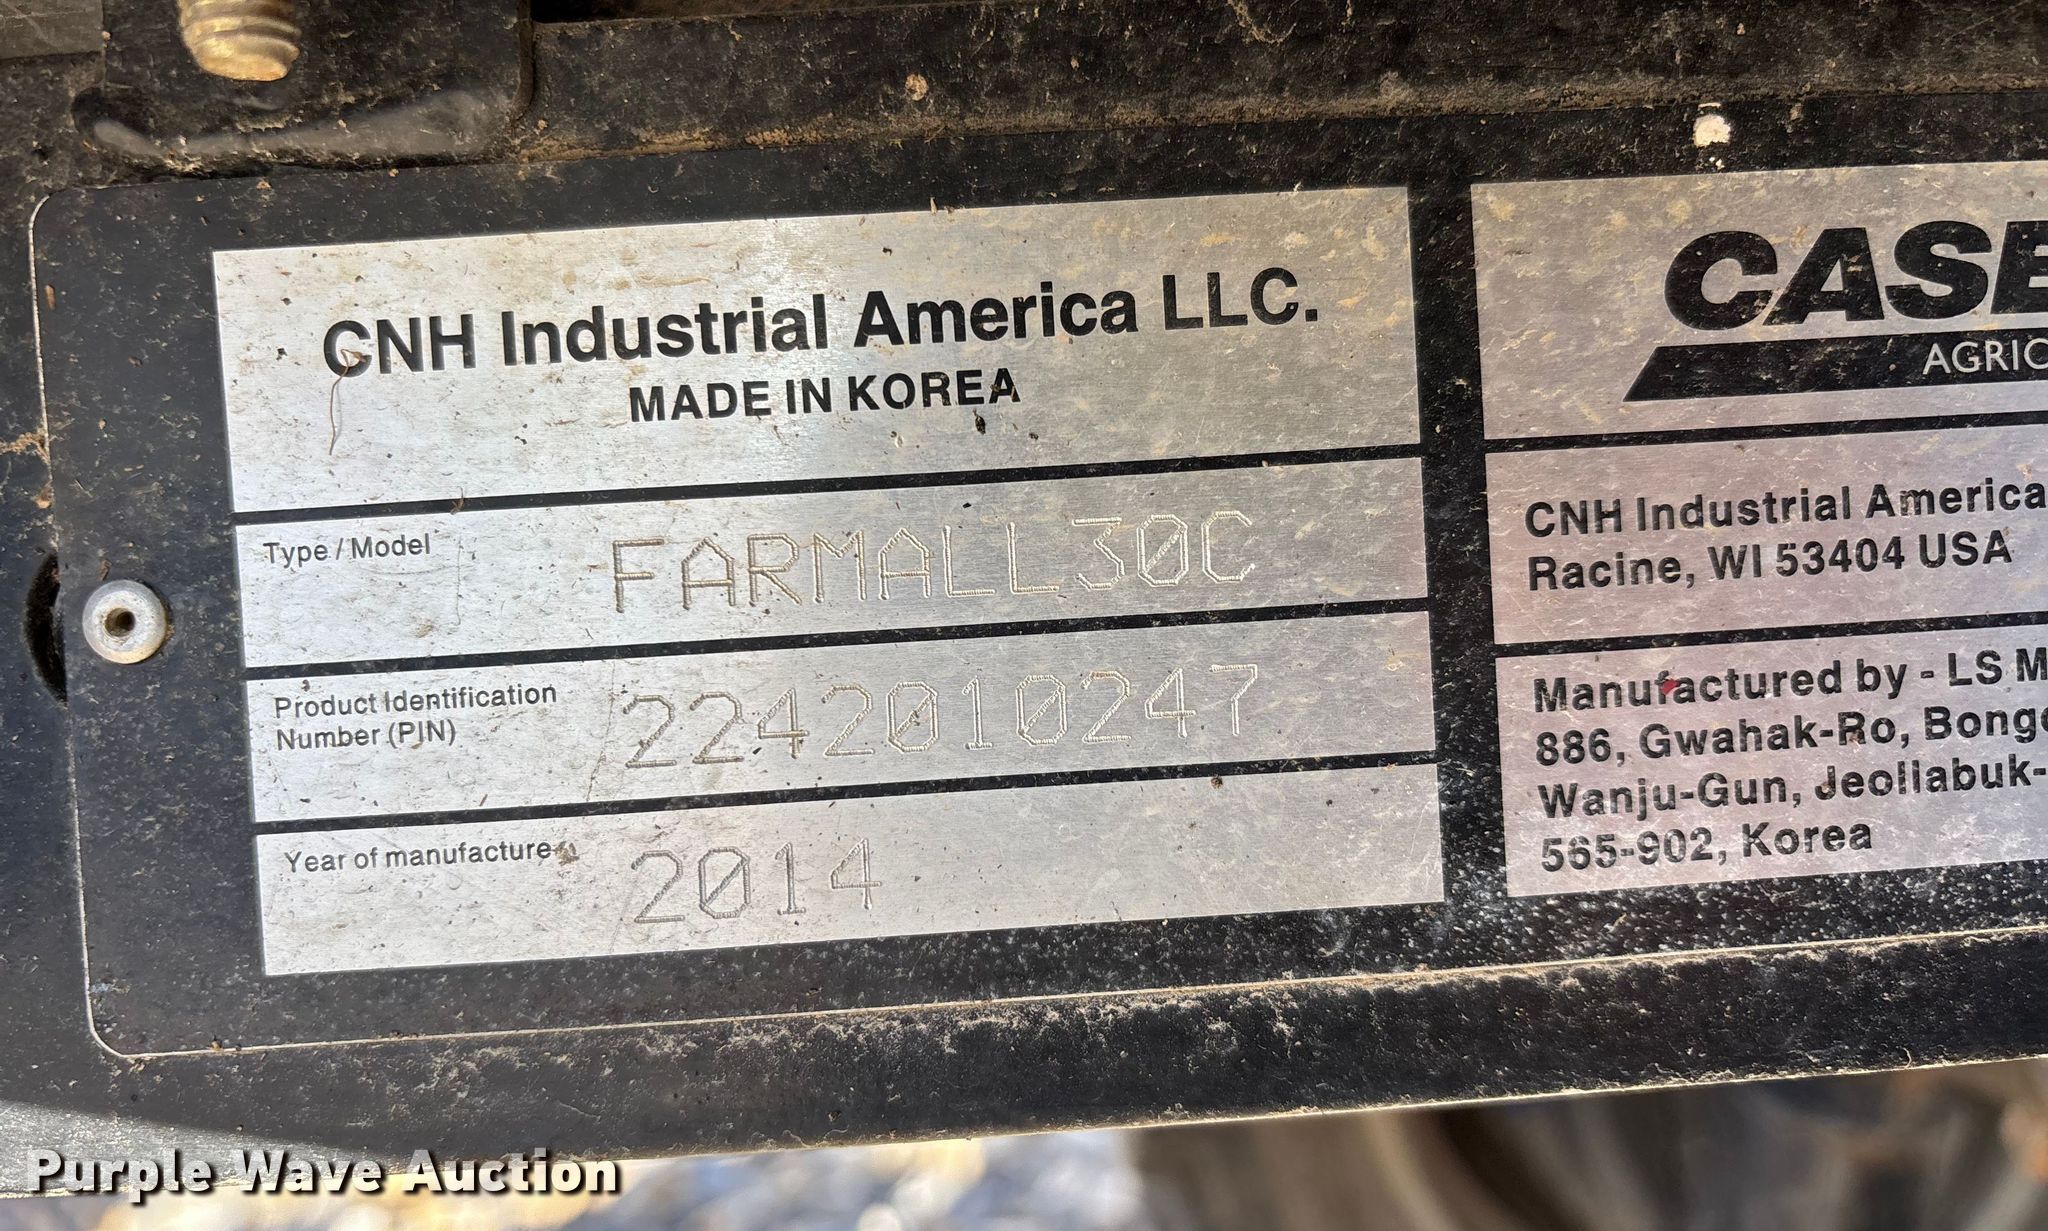 CNH Industrial America LLC.
MADE IN KOREA
Type / Model FARMALL30C
Product Identification
Number (PIN) 2242010247
Year of manufacture 2014
CASE
AGRIC
CNH Industrial America
Racine, WI 53404 USA
Manufactured by - LS M
886, Gwahak-Ro, Bong
Wanju-Gun, Jeollabuk-
565-902, Korea
Purple Wave Auction